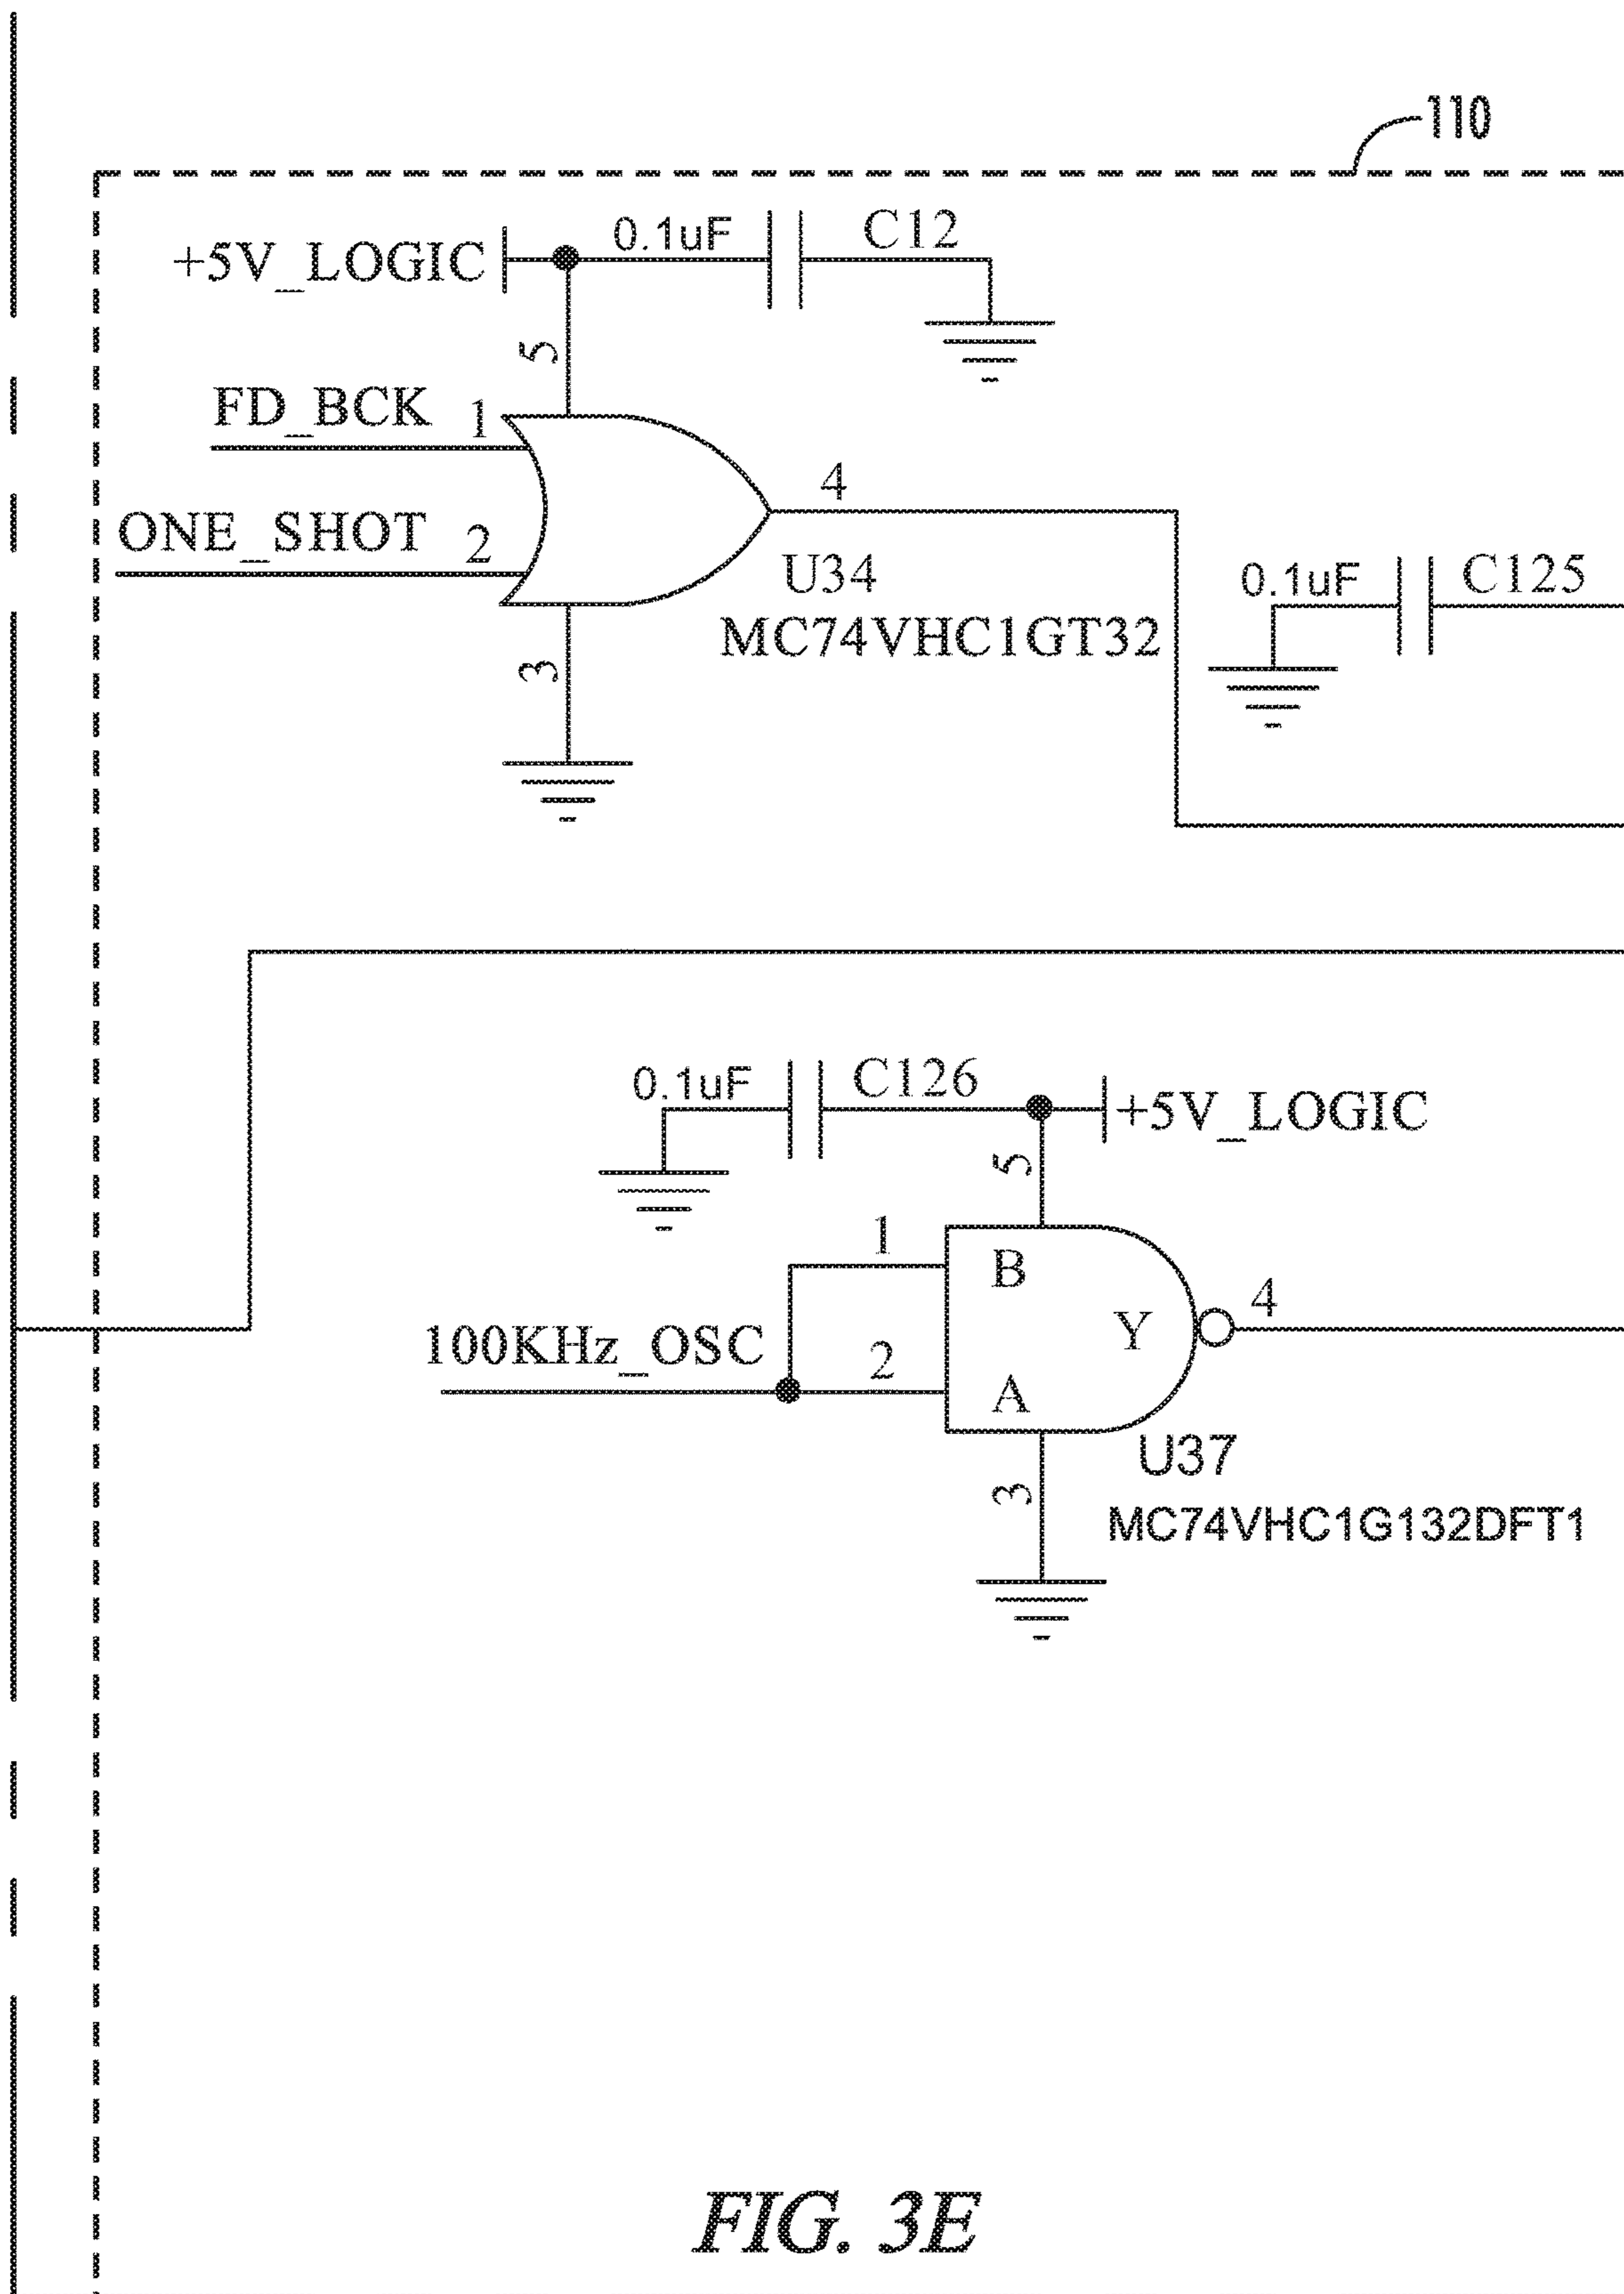 110
+5V_LOGIC
0.1uF
C12
5
FD_BCK
1
ONE_SHOT
2
4
U34
MC74VHC1GT32
3
0.1uF
C125
0.1uF
C126
+5V_LOGIC
5
1
B
100KHz_OSC
2
A
Y
4
U37
MC74VHC1G132DFT1
3
FIG. 3E